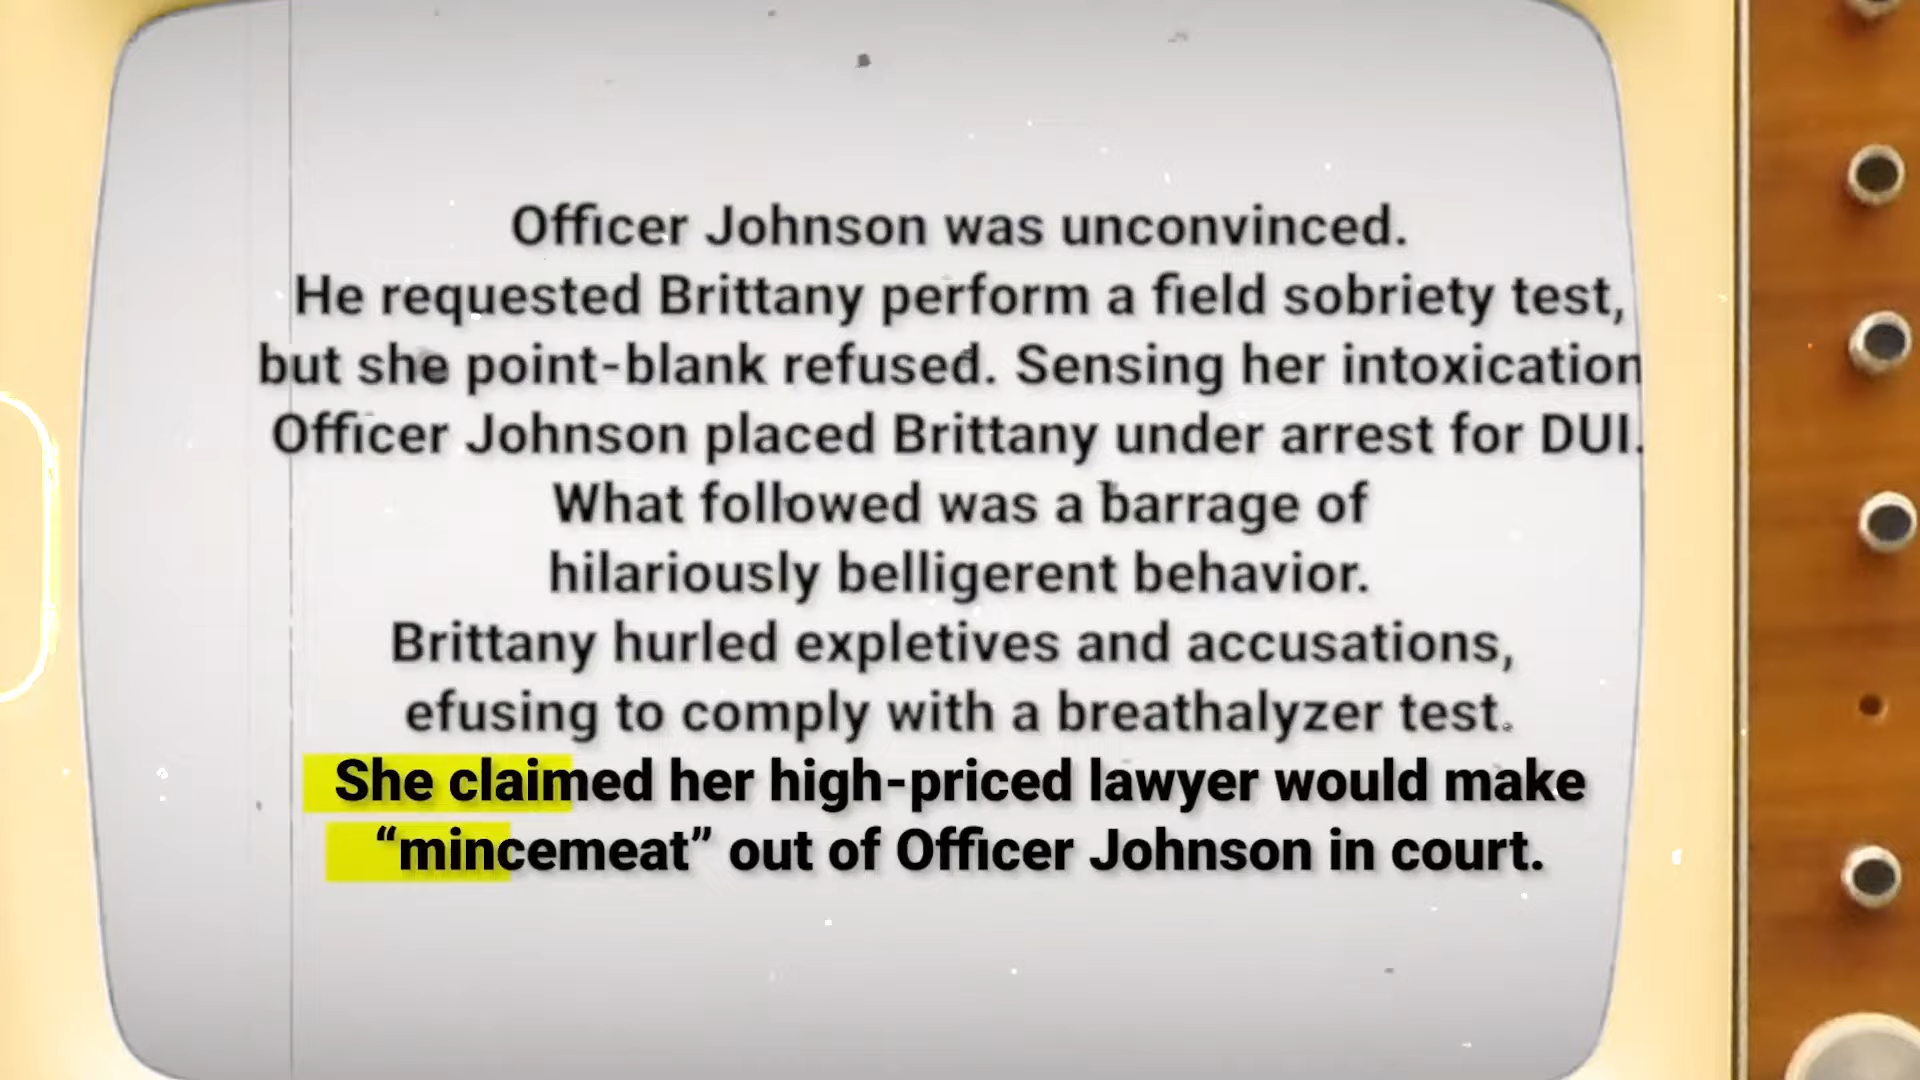 Officer Johnson was unconvinced.
He requested Brittany perform a field sobriety test,
but she point-blank refused. Sensing her intoxication
Officer Johnson placed Brittany under arrest for DUI.
What followed was a barrage of
hilariously belligerent behavior.
Brittany hurled expletives and accusations,
efusing to comply with a breathalyzer test.
She claimed her high-priced lawyer would make
“mincemeat” out of Officer Johnson in court.